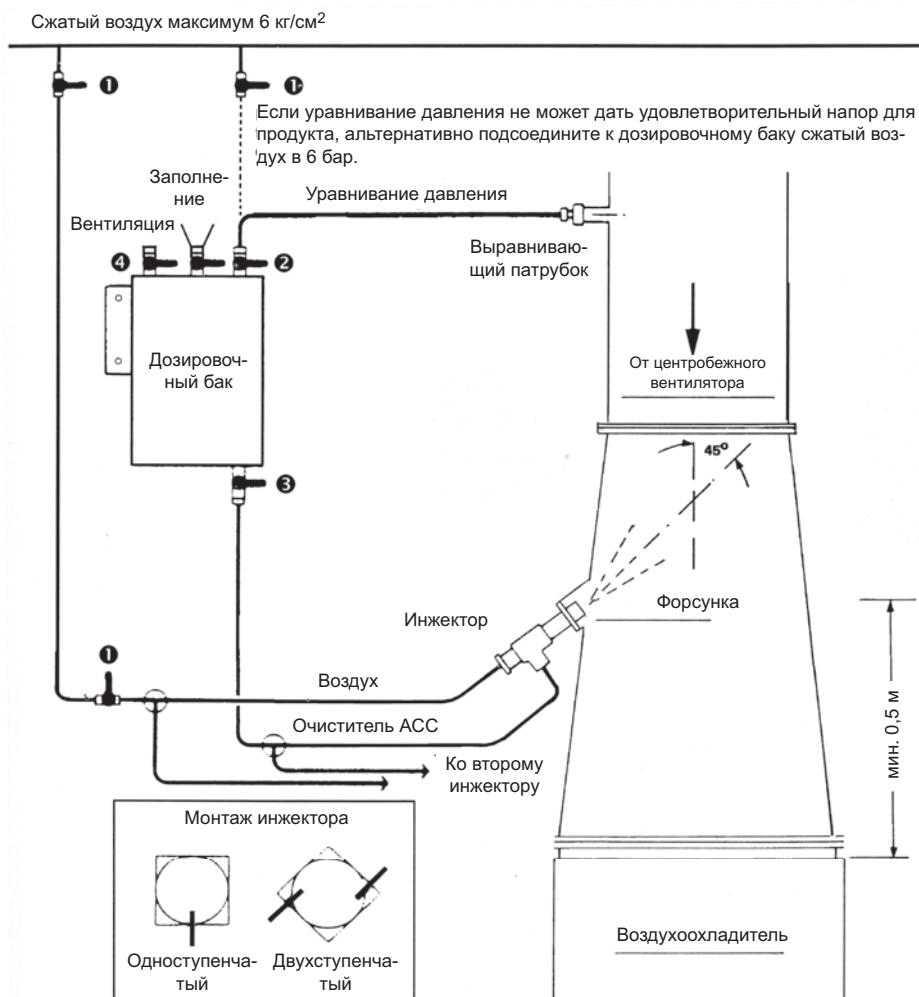 Сжатый воздух максимум 6 кг/см²
❶
❶
Если уравнивание давления не может дать удовлетворительный напор для
продукта, альтернативно подсоедините к дозировочному баку сжатый воз-
дух в 6 бар.
Заполне-
ние
Вентиляция
Уравнивание давления
❹
❷
Выравниваю-
щий патрубок
Дозировоч-
ный бак
От центробежного
вентилятора
45°
❸
Форсунка
Инжектор
❶
Воздух
Очиститель АСС
мин. 0,5 м
Ко второму
инжектору
Монтаж инжектора
Одноступенча-
тый
Двухступенча-
тый
Воздухоохладитель